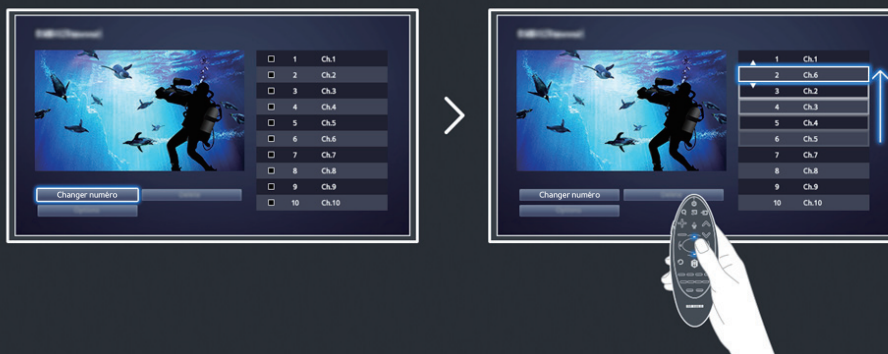 1 Ch.1
2 Ch.2
3 Ch.3
4 Ch.4
5 Ch.5
6 Ch.6
7 Ch.7
8 Ch.8
9 Ch.9
10 Ch.10
Changer numéro
1 Ch.1
2 Ch.6
3 Ch.2
4 Ch.3
5 Ch.4
6 Ch.5
7 Ch.7
8 Ch.8
9 Ch.9
10 Ch.10
Changer numéro